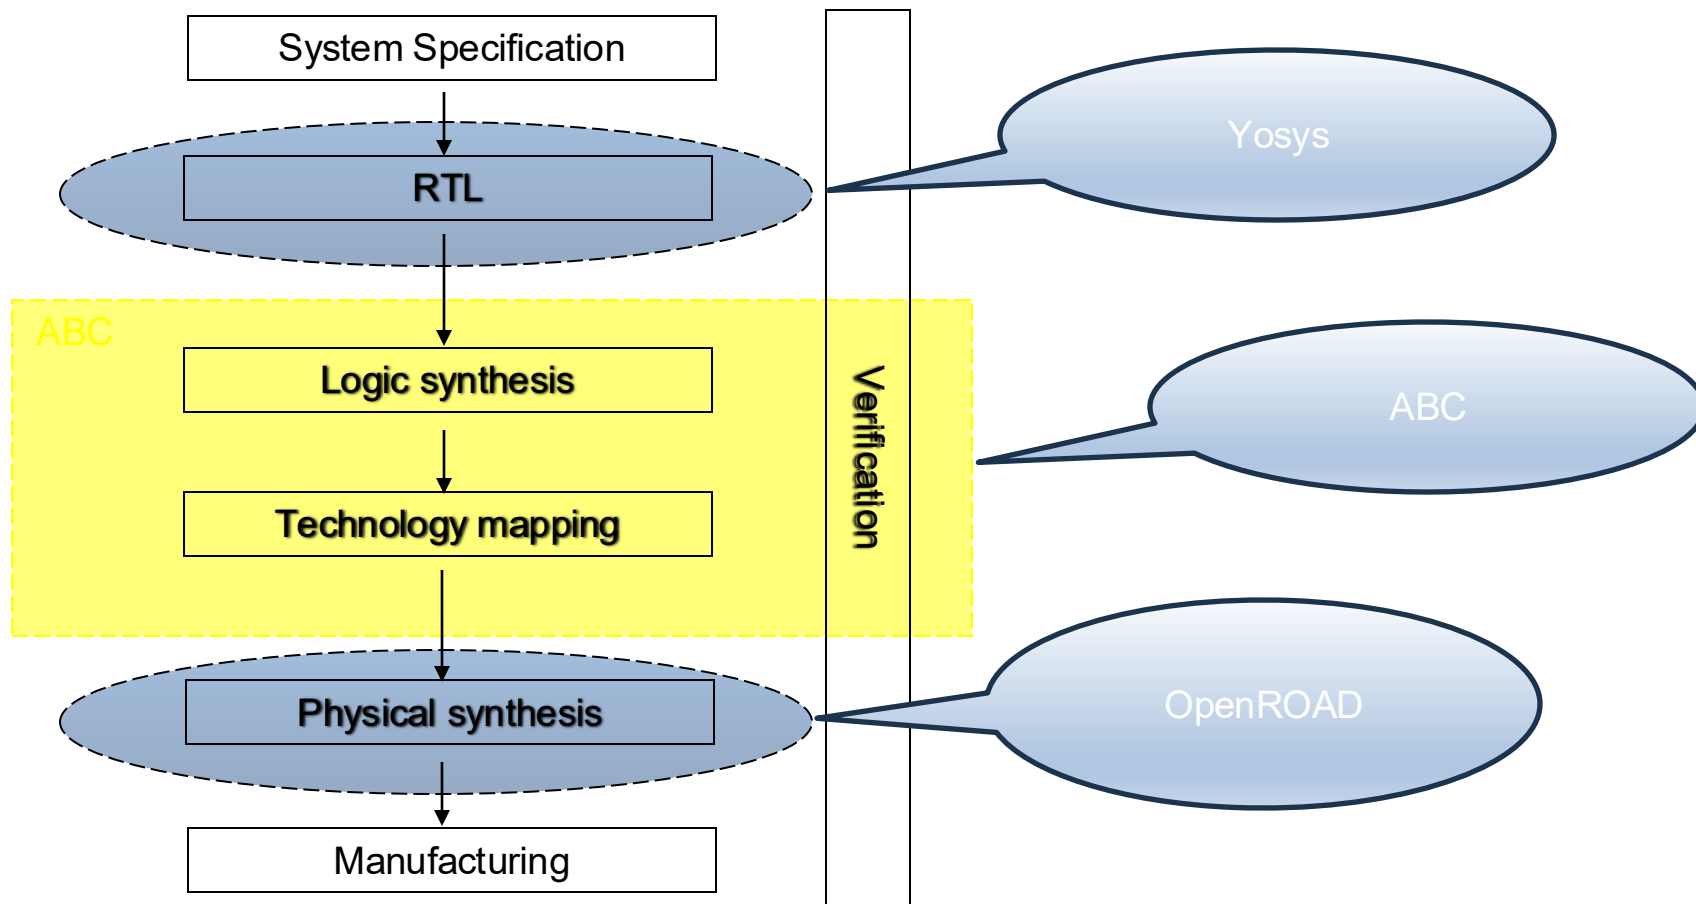 System Specification
RTL
ABC
Logic synthesis
Technology mapping
Physical synthesis
Manufacturing
Verification
Yosys
ABC
OpenROAD